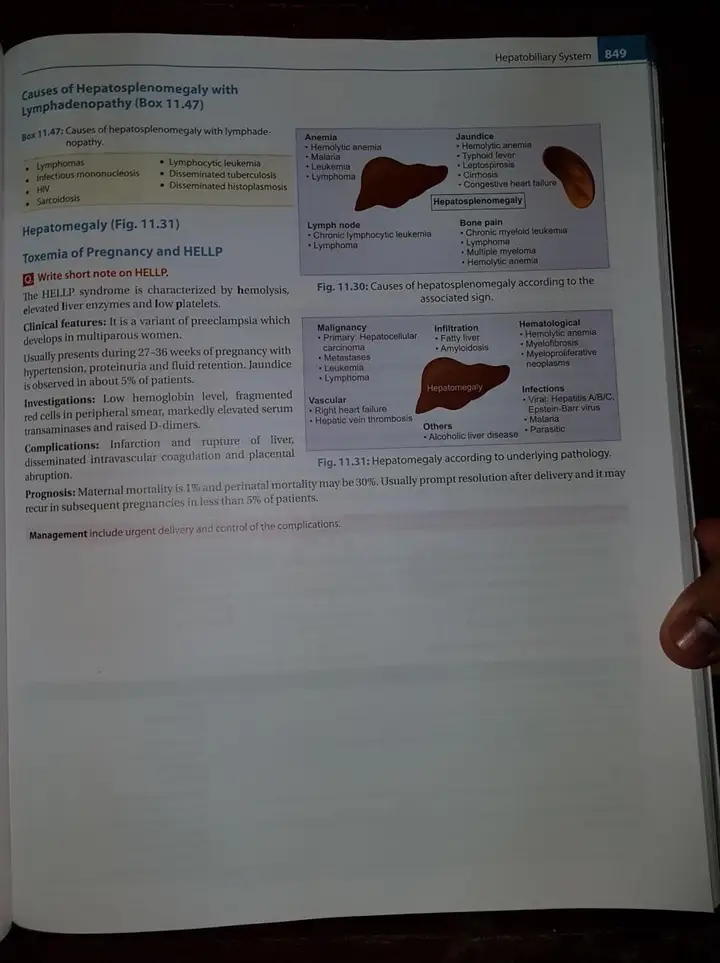 Hepatobiliary System 849
Causes of Hepatosplenomegaly with
Lymphadenopathy (Box 11.47)
Box 11.47: Causes of hepatosplenomegaly with lymphade-
nopathy.
• Lymphomas
• Infectious mononucleosis
• HIV
• Sarcoidosis
• Lymphocytic leukemia
• Disseminated tuberculosis
• Disseminated histoplasmosis
Hepatomegaly (Fig. 11.31)
Toxemia of Pregnancy and HELLP
Q. Write short note on HELLP.
The HELLP syndrome is characterized by hemolysis,
elevated liver enzymes and low platelets.
Clinical features: It is a variant of preeclampsia which
develops in multiparous women.
Usually presents during 27–36 weeks of pregnancy with
hypertension, proteinuria and fluid retention. Jaundice
is observed in about 5% of patients.
Investigations: Low hemoglobin level, fragmented
red cells in peripheral smear, markedly elevated serum
transaminases and raised D-dimers.
Complications: Infarction and rupture of liver,
disseminated intravascular coagulation and placental
abruption.
Prognosis: Maternal mortality is 1% and perinatal mortality may be 30%. Usually prompt resolution after delivery and it may
recur in subsequent pregnancies in less than 5% of patients.
Management include urgent delivery and control of the complications.
Anemia
• Hemolytic anemia
• Malaria
• Leukemia
• Lymphoma
Jaundice
• Hemolytic anemia
• Typhoid fever
• Leptospirosis
• Cirrhosis
• Congestive heart failure
Hepatosplenomegaly
Lymph node
• Chronic lymphocytic leukemia
• Lymphoma
Bone pain
• Chronic myeloid leukemia
• Lymphoma
• Multiple myeloma
• Hemolytic anemia
Fig. 11.30: Causes of hepatosplenomegaly according to the
associated sign.
Malignancy
• Primary: Hepatocellular
carcinoma
• Metastases
• Leukemia
• Lymphoma
Infiltration
• Fatty liver
• Amyloidosis
Hematological
• Hemolytic anemia
• Myelofibrosis
• Myeloproliferative
neoplasms
Hepatomegaly
Vascular
• Right heart failure
• Hepatic vein thrombosis
Others
• Alcoholic liver disease
Infections
• Viral: Hepatitis A/B/C,
Epstein-Barr virus
• Malaria
• Parasitic
Fig. 11.31: Hepatomegaly according to underlying pathology.